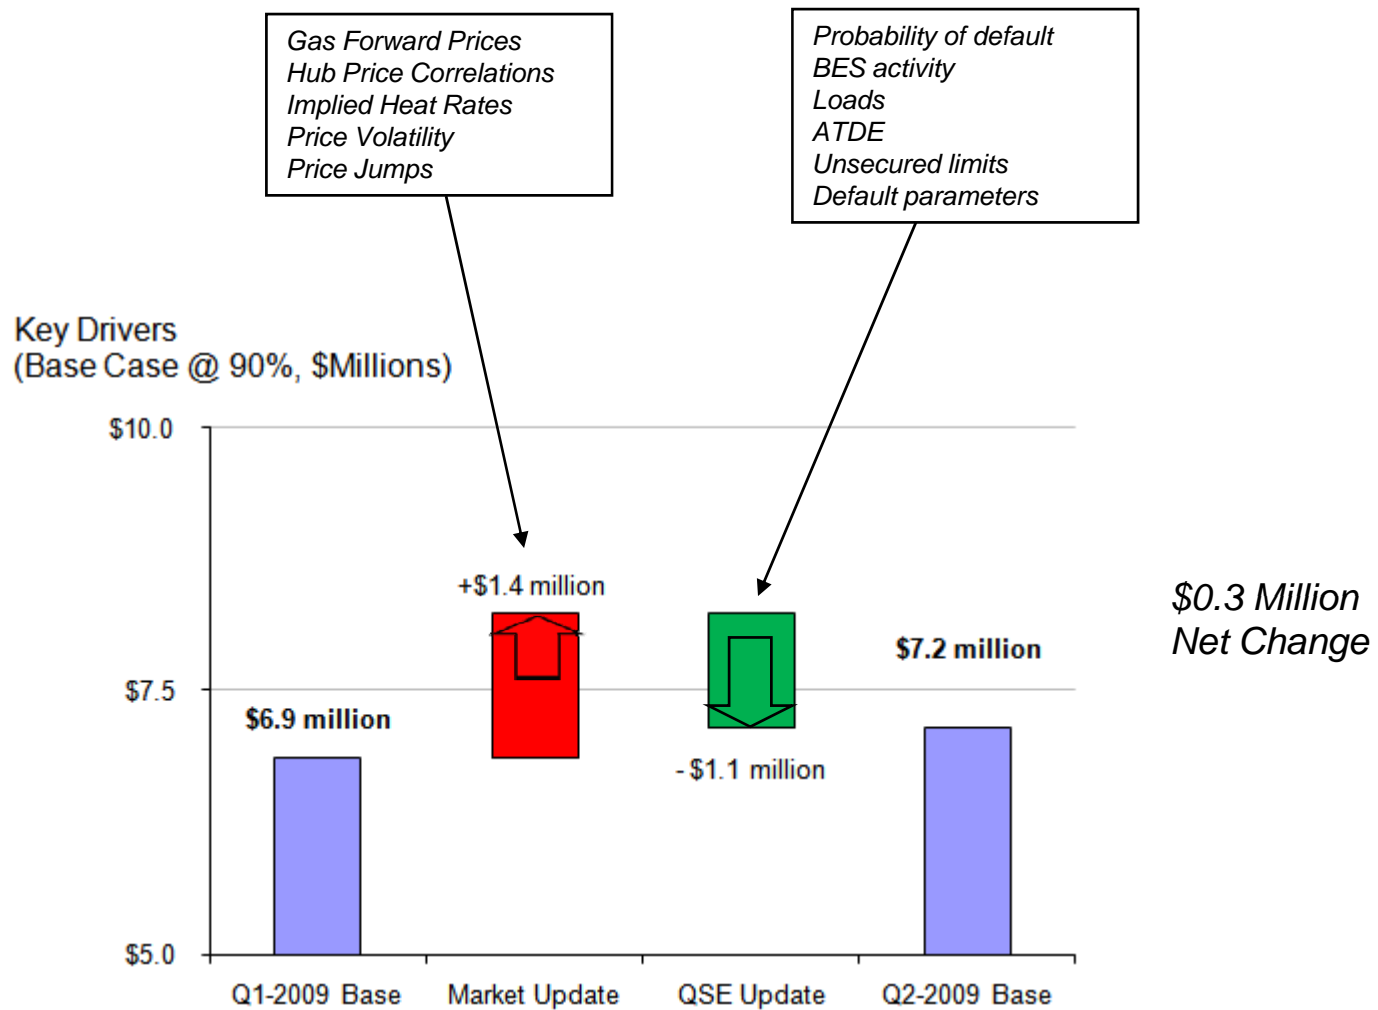 Gas Forward Prices
Hub Price Correlations
Implied Heat Rates
Price Volatility
Price Jumps
Probability of default
BES activity
Loads
ATDE
Unsecured limits
Default parameters
Key Drivers
(Base Case @ 90%, $Millions)
$10.0
$7.5
$5.0
$6.9 million
+$1.4 million
- $1.1 million
$7.2 million
$0.3 Million
Net Change
Q1-2009 Base
Market Update
QSE Update
Q2-2009 Base